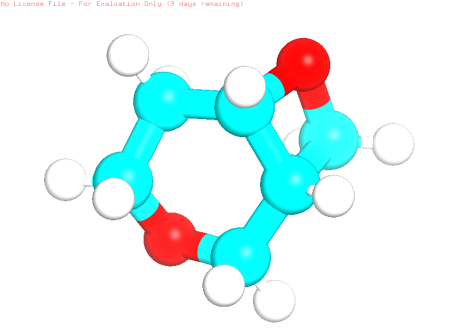 No License File - For Evaluation Only (9 days remaining)